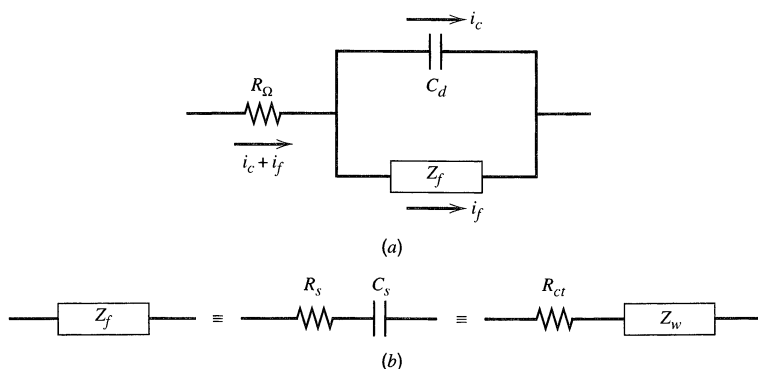 i_c
C_d
R_Ω
i_c + i_f
Z_f
i_f
(a)
Z_f ≡ R_s C_s ≡ R_ct Z_w
(b)